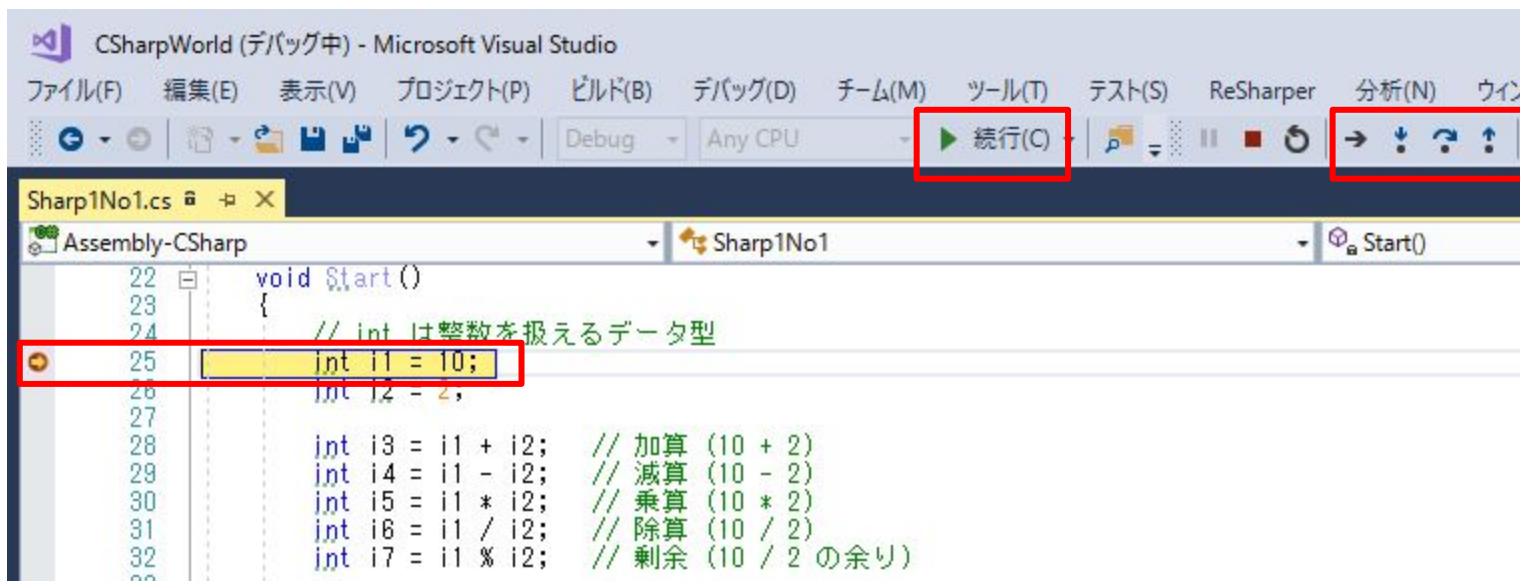 CSharpWorld (デバッグ中) - Microsoft Visual Studio
ファイル(F) 編集(E) 表示(V) プロジェクト(P) ビルド(B) デバッグ(D) チーム(M) ツール(T) テスト(S) ReSharper 分析(N) ウィン
Debug Any CPU 続行(C)
Sharp1No1.cs
Assembly-CSharp Sharp1No1 Start()
22 void Start()
23 {
24 // int は整数を扱えるデータ型
25 int i1 = 10;
26 int i2 = 2;
27
28 int i3 = i1 + i2; // 加算 (10 + 2)
29 int i4 = i1 - i2; // 減算 (10 - 2)
30 int i5 = i1 * i2; // 乗算 (10 * 2)
31 int i6 = i1 / i2; // 除算 (10 / 2)
32 int i7 = i1 % i2; // 剰余 (10 / 2 の余り)